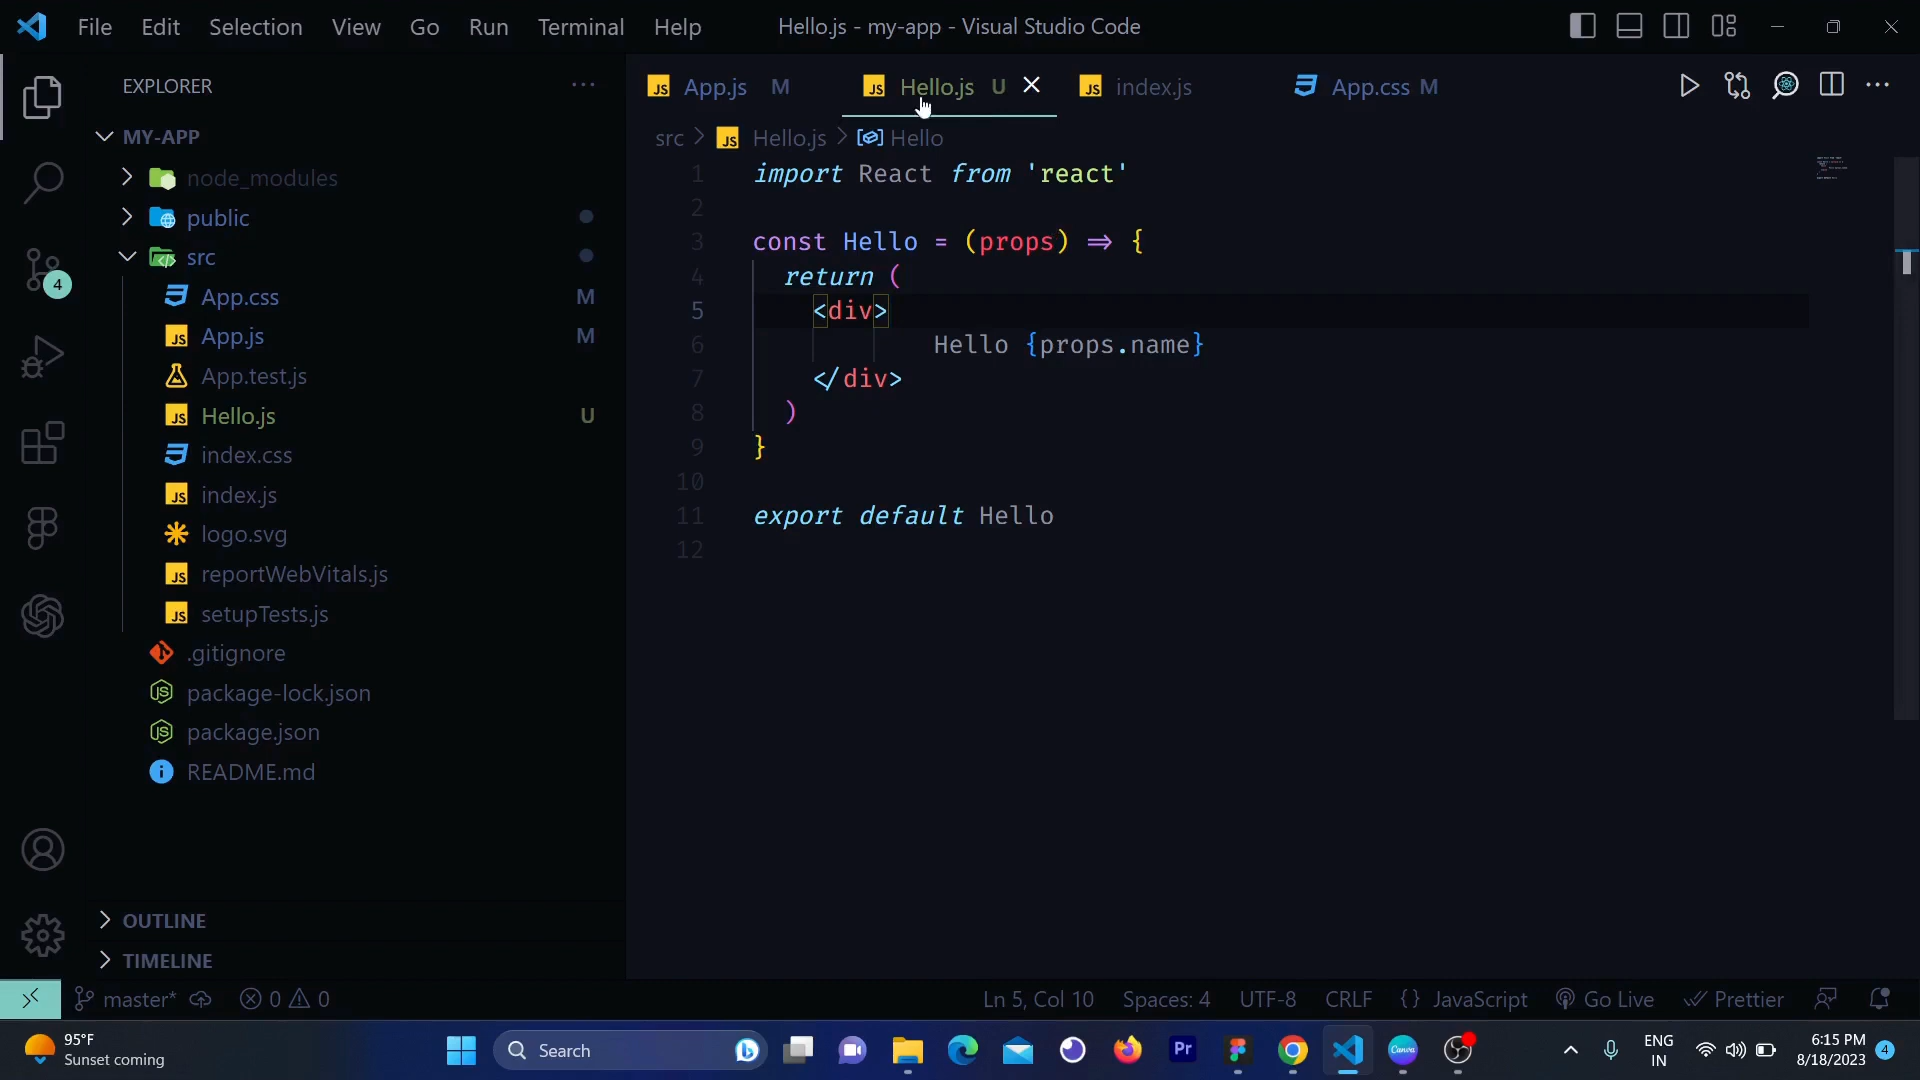 File Edit Selection View Go Run Terminal Help
Hello.js - my-app - Visual Studio Code
EXPLORER
MY-APP
node_modules
public
src
App.css M
App.js M
App.test.js
Hello.js U
index.css
index.js
logo.svg
reportWebVitals.js
setupTests.js
.gitignore
package-lock.json
package.json
README.md
OUTLINE
TIMELINE
4
App.js M Hello.js U index.js App.css M
src > Hello.js > Hello
1 import React from 'react'
2
3 const Hello = (props) => {
4 return (
5 <div>
6 Hello {props.name}
7 </div>
8 )
9 }
10
11 export default Hello
12
master* 0 0 Ln 5, Col 10 Spaces: 4 UTF-8 CRLF {} JavaScript Go Live Prettier
95°F
Sunset coming
Search
Pr
Canva
ENG
IN
6:15 PM
8/18/2023
4